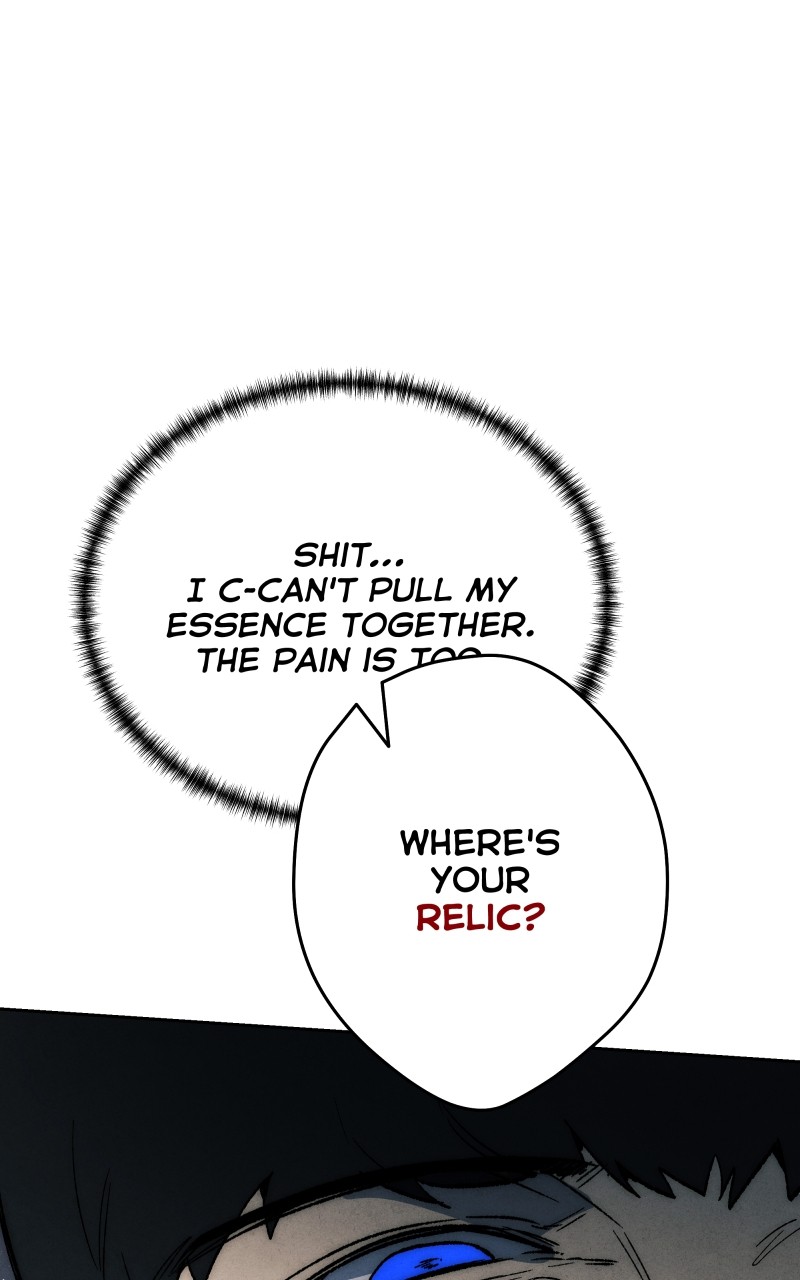 SHIT...
I C-CAN'T PULL MY
ESSENCE TOGETHER.
THE PAIN IS TOO
WHERE'S
YOUR
RELIC?